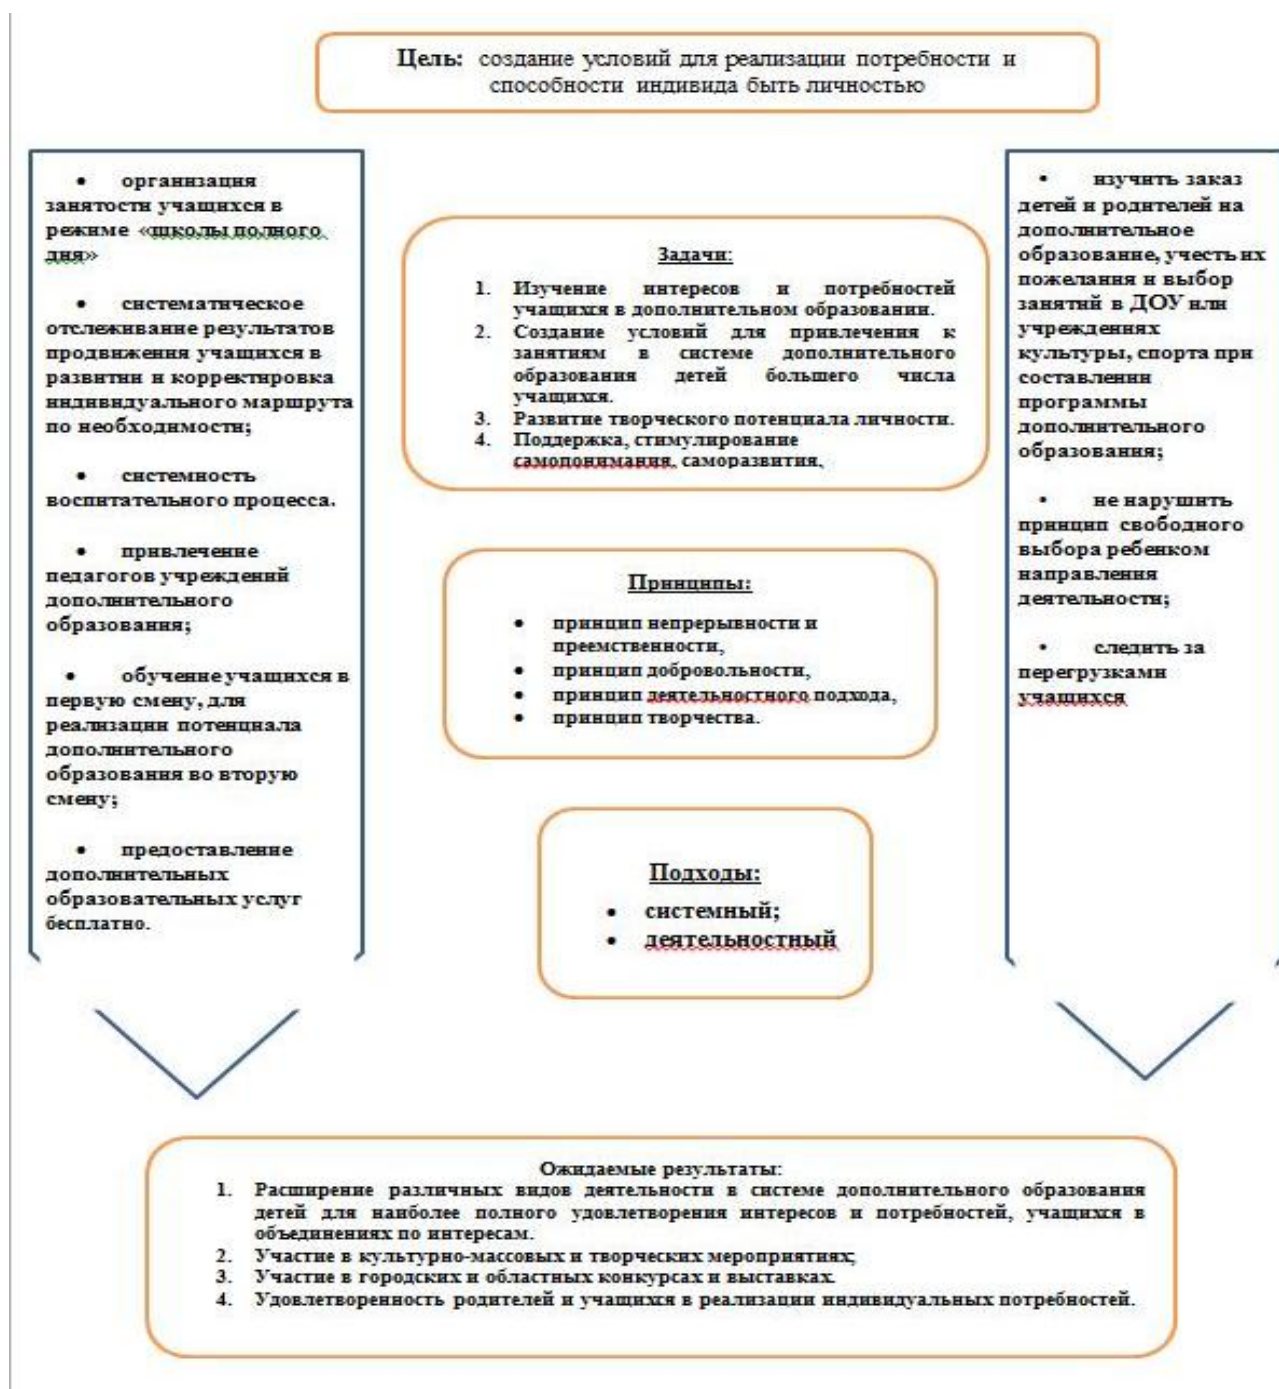 Цель: создание условий для реализации потребности и
способности индивида быть личностью
• организация
занятости учащихся в
режиме «школы полного
дня»
• систематическое
отслеживание результатов
продвижения учащихся в
развитии и корректировка
индивидуального маршрута
по необходимости;
• системность
воспитательного процесса.
• привлечение
педагогов учреждений
дополнительного
образования;
• обучение учащихся в
первую смену, для
реализации потенциала
дополнительного
образования во вторую
смену;
• предоставление
дополнительных
образовательных услуг
бесплатно.
Задачи:
1. Изучение интересов и потребностей
учащихся в дополнительном образовании.
2. Создание условий для привлечения к
занятиям в системе дополнительного
образования детей большего числа
учащихся.
3. Развитие творческого потенциала личности.
4. Поддержка, стимулирование
самопонимания, саморазвития,
Принципы:
• принцип непрерывности и
преемственности,
• принцип добровольности,
• принцип деятельностного подхода,
• принцип творчества.
Подходы:
• системный;
• деятельностный
• изучить заказ
детей и родителей на
дополнительное
образование, учесть их
пожелания и выбор
занятий в ДОУ или
учреждениях
культуры, спорта при
составлении
программы
дополнительного
образования;
• не нарушить
принцип свободного
выбора ребенком
направления
деятельности;
• следить за
перегрузками
учащихся
Ожидаемые результаты:
1. Расширение различных видов деятельности в системе дополнительного образования
детей для наиболее полного удовлетворения интересов и потребностей, учащихся в
объединениях по интересам.
2. Участие в культурно-массовых и творческих мероприятиях;
3. Участие в городских и областных конкурсах и выставках.
4. Удовлетворенность родителей и учащихся в реализации индивидуальных потребностей.